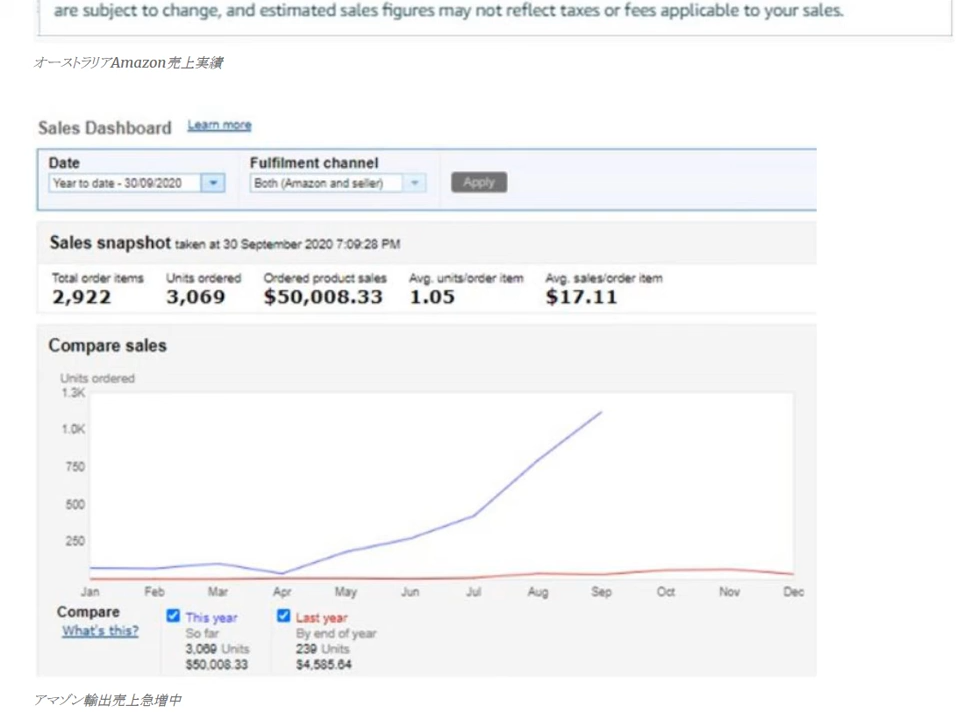 are subject to change, and estimated sales figures may not reflect taxes or fees applicable to your sales.
オーストラリアAmazon売上実績
Sales Dashboard Learn more
Date Fulfilment channel
Year to date - 30/09/2020 Both (Amazon and seller) Apply
Sales snapshot taken at 30 September 2020 7:09:28 PM
Total order items Units ordered Ordered product sales Avg. units/order item Avg. sales/order item
2,922 3,069 $50,008.33 1.05 $17.11
Compare sales
Units ordered
1.3K
1.0K
750
500
250
Jan Feb Mar Apr May Jun Jul Aug Sep Oct Nov Dec
Compare This year Last year
What's this? So far By end of year
3,069 Units 239 Units
$50,008.33 $4,585.64
アマゾン輸出売上急増中